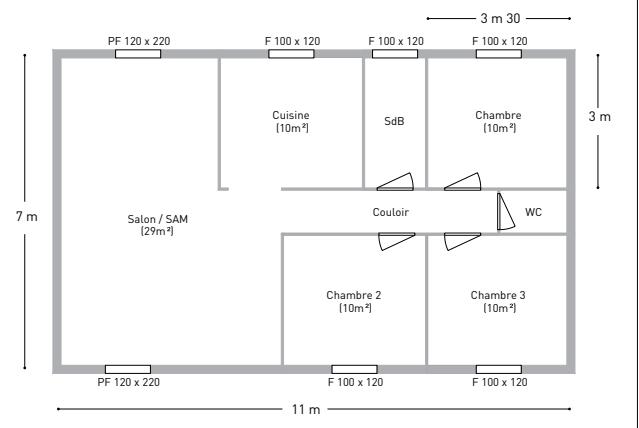 3 m 30
PF 120 x 220
F 100 x 120
F 100 x 120
F 100 x 120
Cuisine
(10m²)
SdB
Chambre
(10m²)
3 m
7 m
Salon / SAM
(29m²)
Couloir
WC
Chambre 2
(10m²)
Chambre 3
(10m²)
PF 120 x 220
F 100 x 120
F 100 x 120
11 m